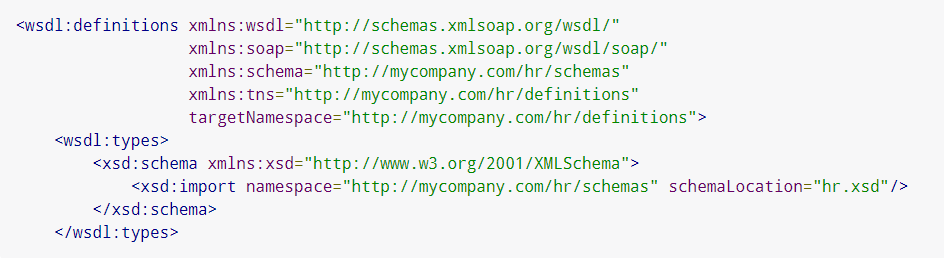 <wsdl:definitions xmlns:wsdl="http://schemas.xmlsoap.org/wsdl/"
                  xmlns:soap="http://schemas.xmlsoap.org/wsdl/soap/"
                  xmlns:schema="http://mycompany.com/hr/schemas"
                  xmlns:tns="http://mycompany.com/hr/definitions"
                  targetNamespace="http://mycompany.com/hr/definitions">
    <wsdl:types>
        <xsd:schema xmlns:xsd="http://www.w3.org/2001/XMLSchema">
            <xsd:import namespace="http://mycompany.com/hr/schemas" schemaLocation="hr.xsd"/>
        </xsd:schema>
    </wsdl:types>